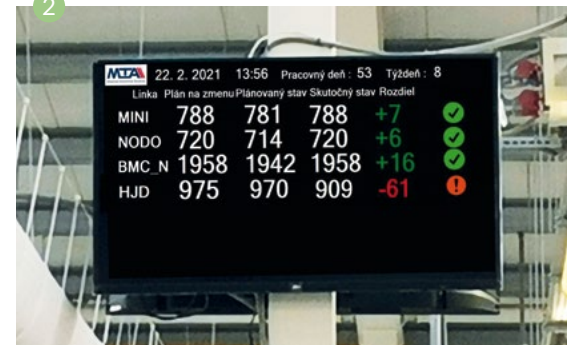 2
MTA 22. 2. 2021 13:56 Pracovný deň : 53 Týždeň : 8
Linka Plán na zmenu Plánovaný stav Skutočný stav Rozdiel
MINI 788 781 788 +7
NODO 720 714 720 +6
BMC_N 1958 1942 1958 +16
HJD 975 970 909 -61 !